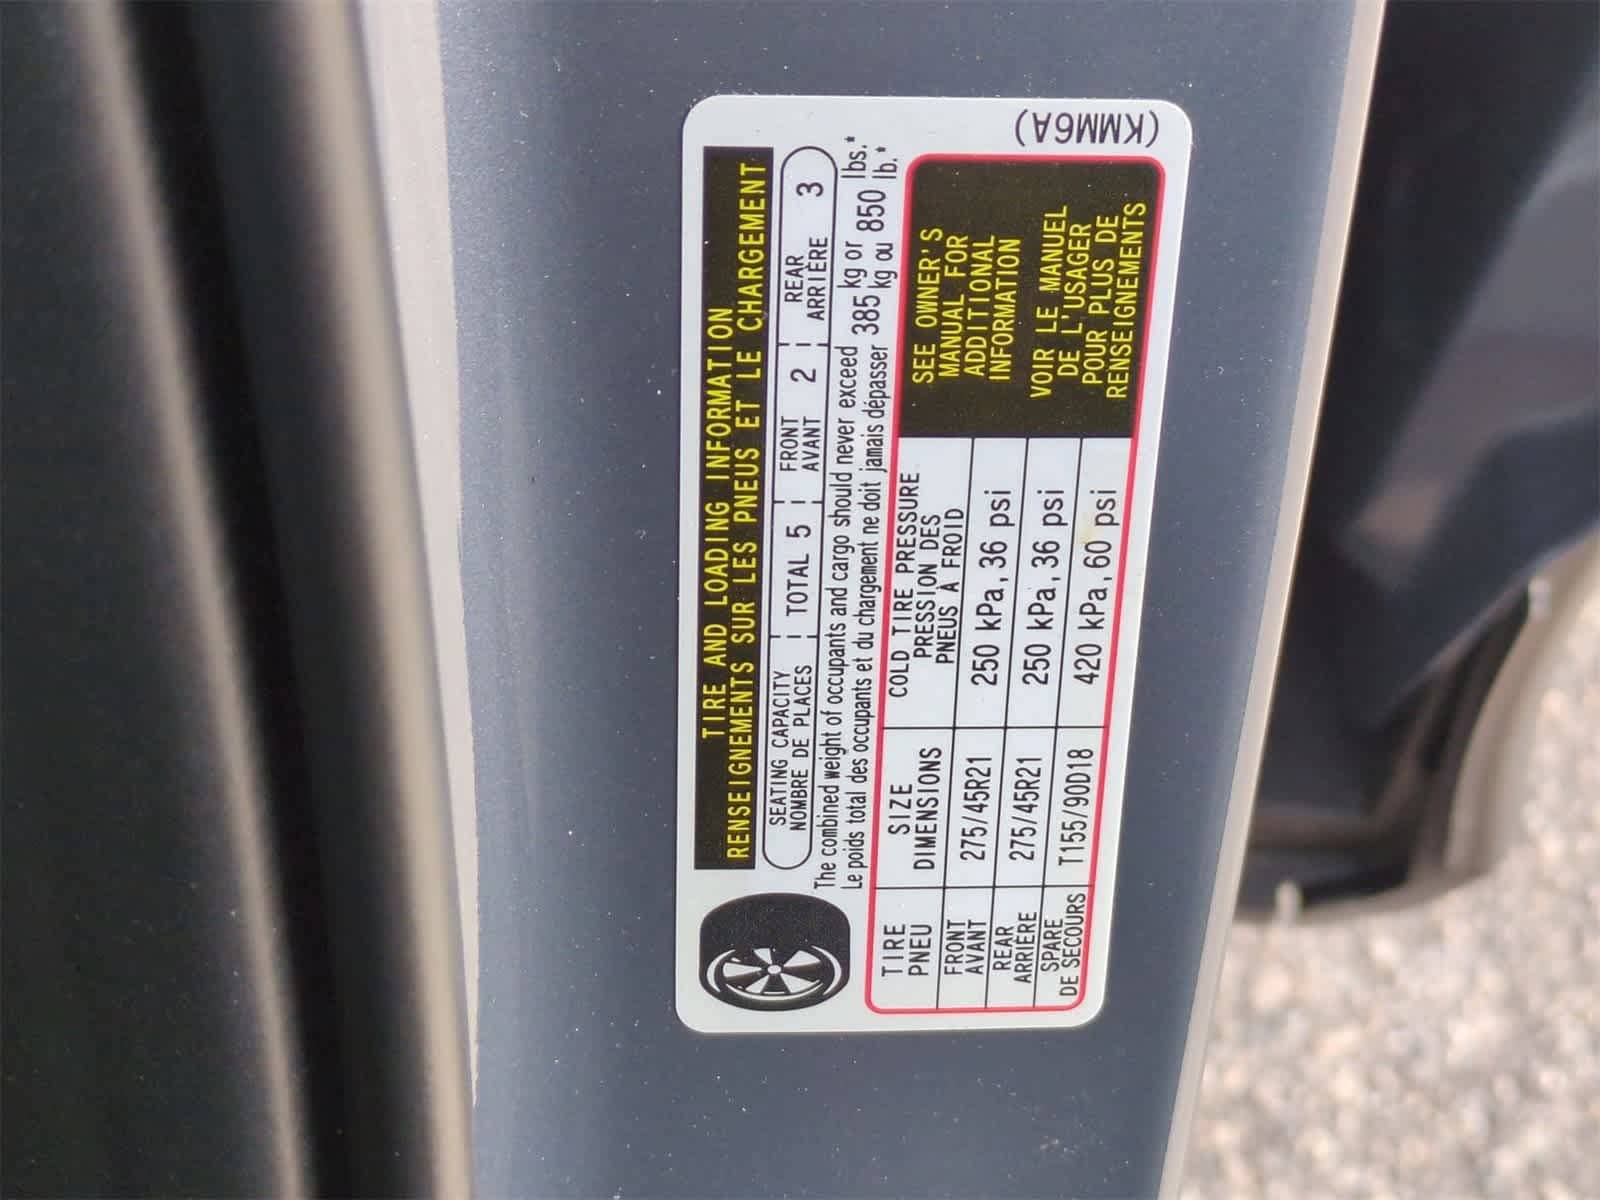 TIRE AND LOADING INFORMATION
RENSEIGNEMENTS SUR LES PNEUS ET LE CHARGEMENT
SEATING CAPACITY
NOMBRE DE PLACES
TOTAL 5
FRONT
AVANT
2
REAR
ARRIÈRE
3
The combined weight of occupants and cargo should never exceed 385 kg or 850 lbs.*
Le poids total des occupants et du chargement ne doit jamais dépasser 385 kg ou 850 lb.*
TIRE
PNEU
SIZE
DIMENSIONS
COLD TIRE PRESSURE
PRESSION DES
PNEUS À FROID
FRONT
AVANT
275/45R21
250 kPa, 36 psi
REAR
ARRIÈRE
275/45R21
250 kPa, 36 psi
SPARE
DE SECOURS
T155/90D18
420 kPa, 60 psi
SEE OWNER'S
MANUAL FOR
ADDITIONAL
INFORMATION
VOIR LE MANUEL
DE L'USAGER
POUR PLUS DE
RENSEIGNEMENTS
(KMM6A)